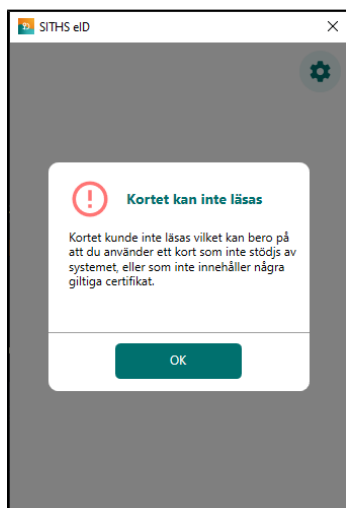 SITHS eID
Kortet kan inte läsas
Kortet kunde inte läsas vilket kan bero på
att du använder ett kort som inte stödjs av
systemet, eller som inte innehåller några
giltiga certifikat.
OK